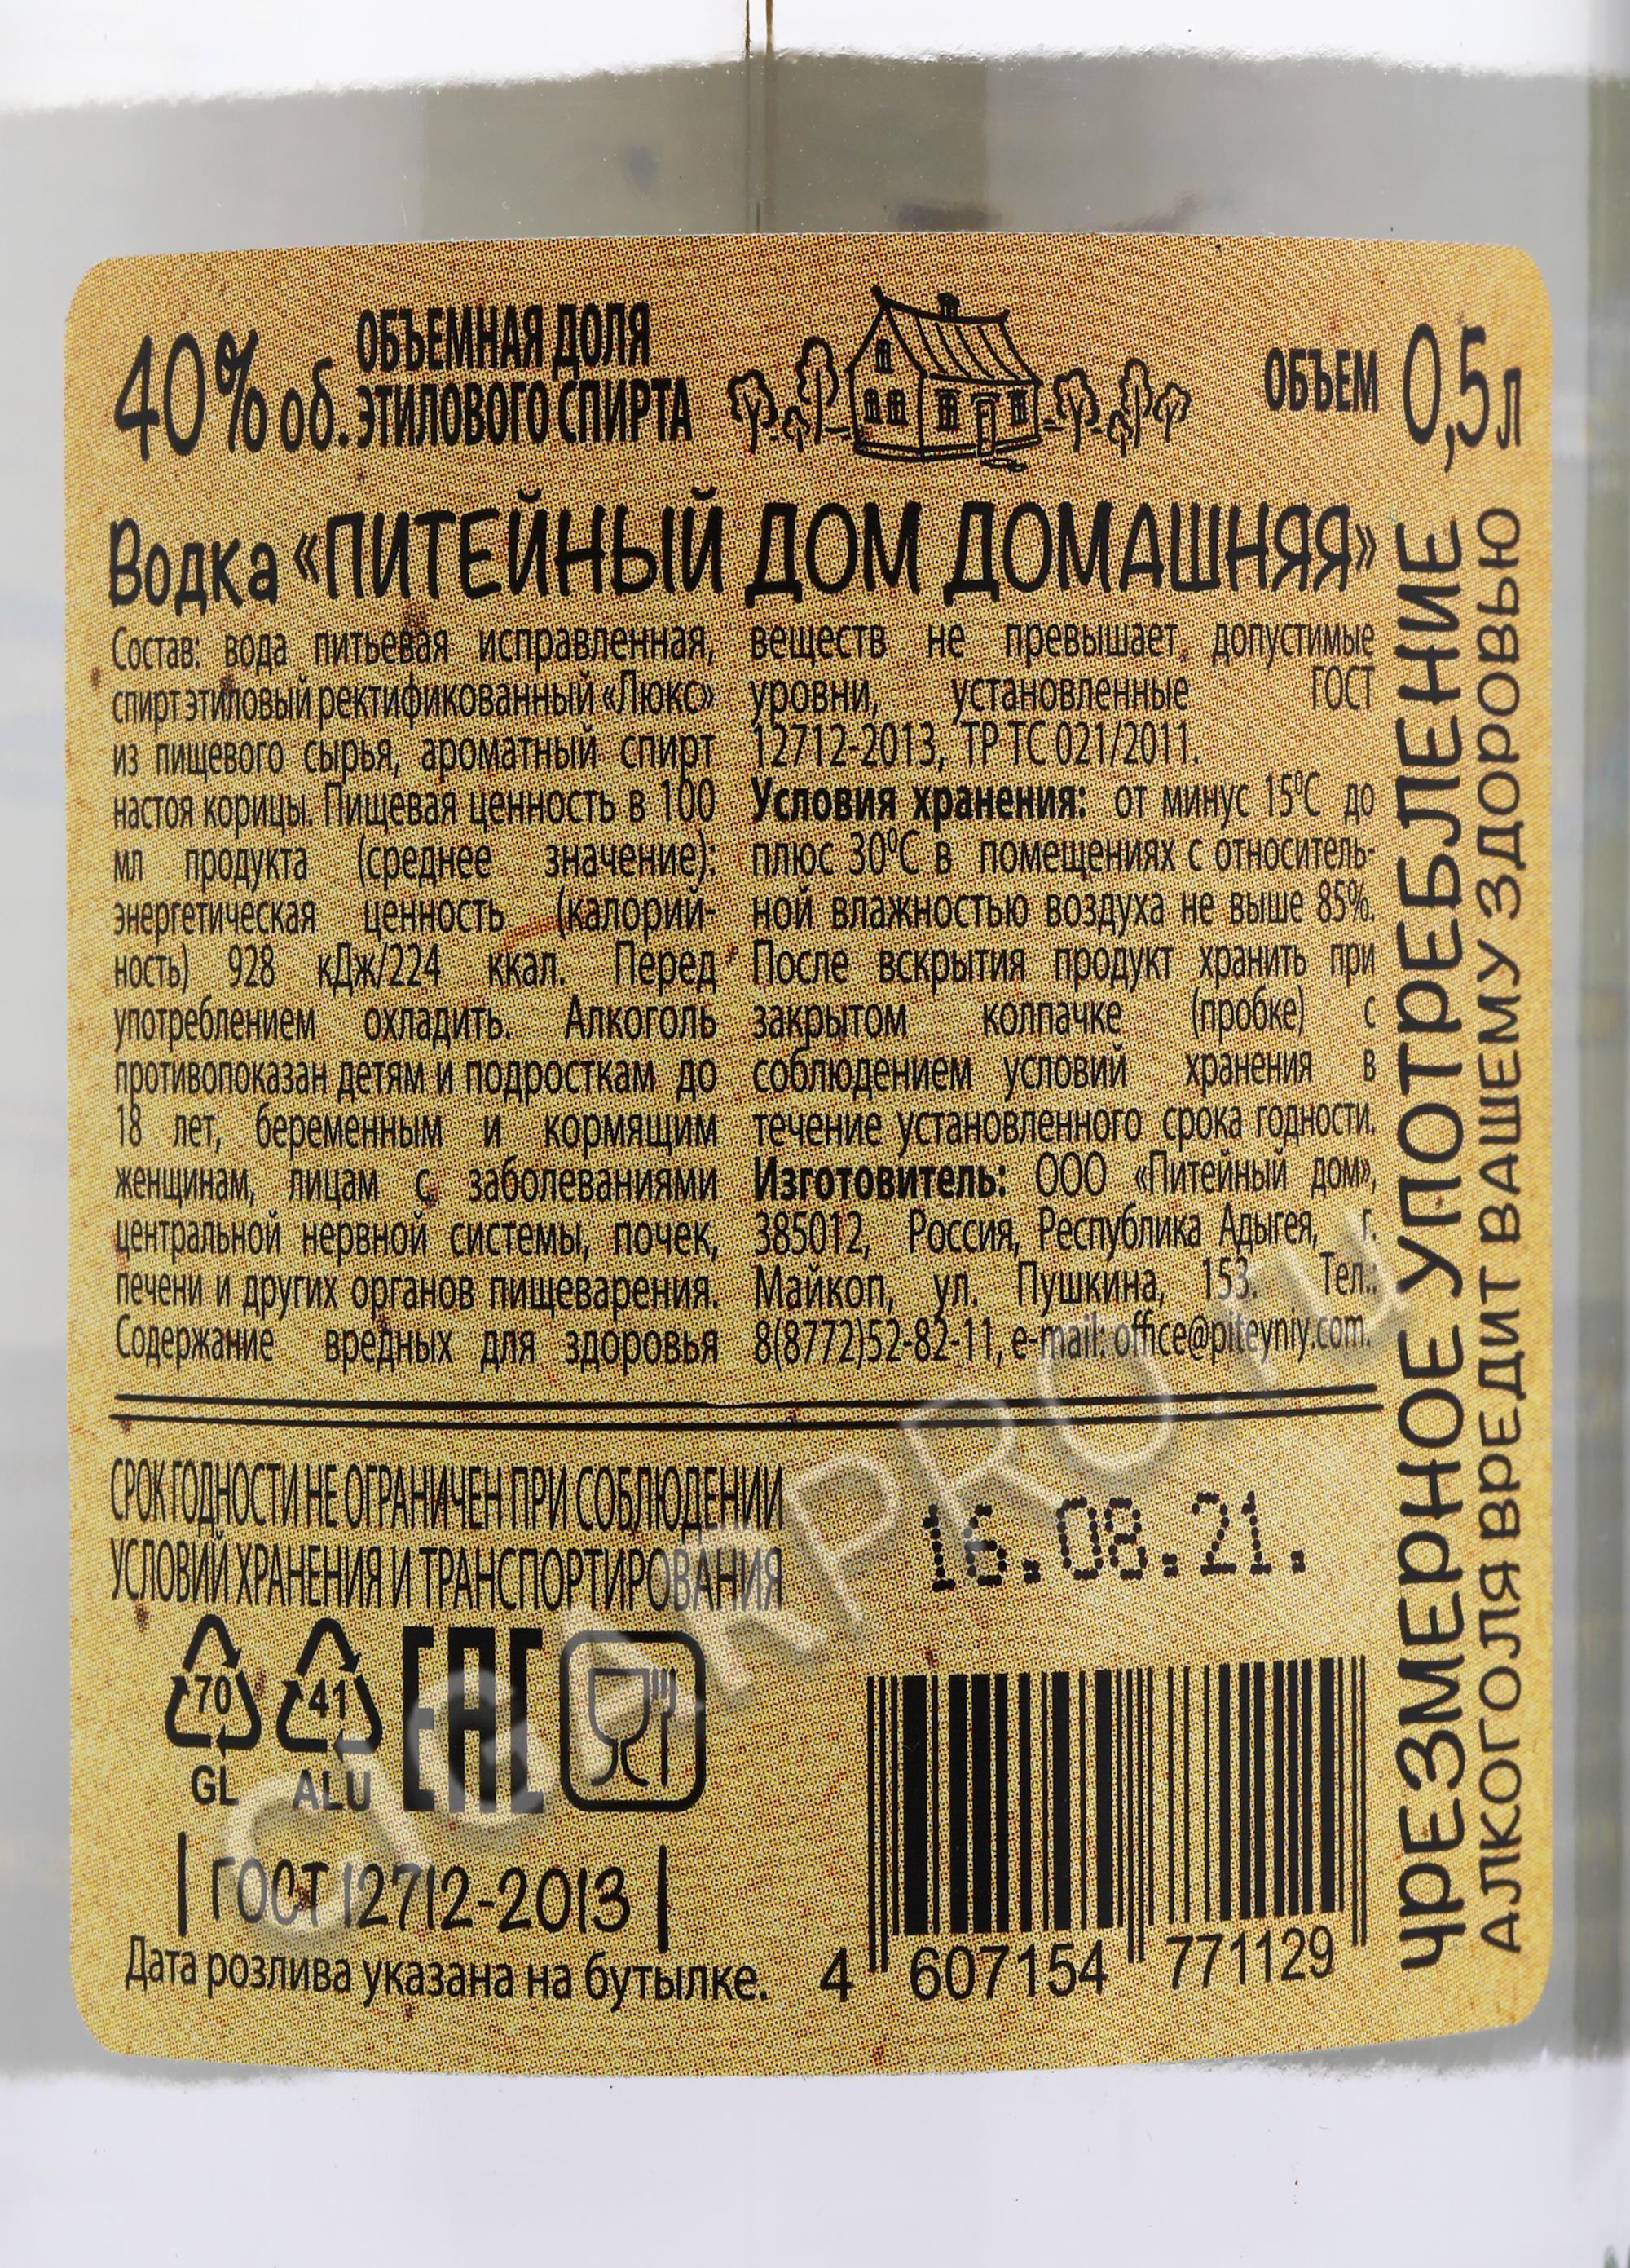 40% об. ОБЪЕМНАЯ ДОЛЯ
ЭТИЛОВОГО СПИРТА
ОБЪЕМ 0,5 л
Водка «ПИТЕЙНЫЙ ДОМ ДОМАШНЯЯ»
Состав: вода питьевая исправленная,
спирт этиловый ректификованный «Люкс»
из пищевого сырья, ароматный спирт
настоя корицы. Пищевая ценность в 100
мл продукта (среднее значение):
энергетическая ценность (калорий-
ность) 928 кДж/224 ккал. Перед
употреблением охладить. Алкоголь
противопоказан детям и подросткам до
18 лет, беременным и кормящим
женщинам, лицам с заболеваниями
центральной нервной системы, почек,
печени и других органов пищеварения.
Содержание вредных для здоровья
веществ не превышает допустимые
уровни, установленные ГОСТ
12712-2013, ТР ТС 021/2011.
Условия хранения: от минус 15⁰С до
плюс 30⁰С в помещениях с относитель-
ной влажностью воздуха не выше 85%.
После вскрытия продукт хранить при
закрытом колпачке (пробке) с
соблюдением условий хранения в
течение установленного срока годности.
Изготовитель: ООО «Питейный дом»,
385012, Россия, Республика Адыгея, г.
Майкоп, ул. Пушкина, 153. Тел.:
8(8772)52-82-11, e-mail: office@piteyniy.com.
СРОК ГОДНОСТИ НЕ ОГРАНИЧЕН ПРИ СОБЛЮДЕНИИ
УСЛОВИЙ ХРАНЕНИЯ И ТРАНСПОРТИРОВАНИЯ
16.08.21.
70 41 ЕАС
GL ALU
ГОСТ 12712-2013
Дата розлива указана на бутылке.
4 607154 771129
ЧРЕЗМЕРНОЕ УПОТРЕБЛЕНИЕ
АЛКОГОЛЯ ВРЕДИТ ВАШЕМУ ЗДОРОВЬЮ
CIGARPRO.ru